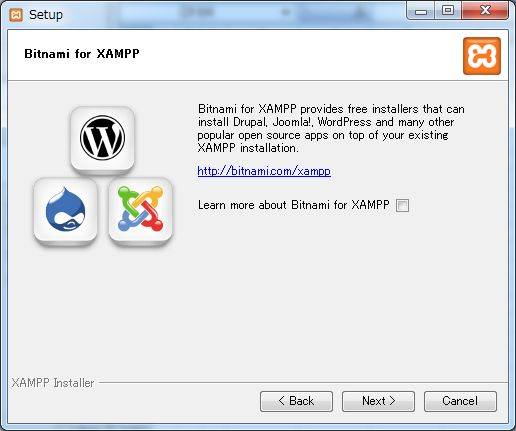 Setup
Bitnami for XAMPP
Bitnami for XAMPP provides free installers that can
install Drupal, Joomla!, WordPress and many other
popular open source apps on top of your existing
XAMPP installation.
http://bitnami.com/xampp
Learn more about Bitnami for XAMPP
XAMPP Installer
< Back
Next >
Cancel